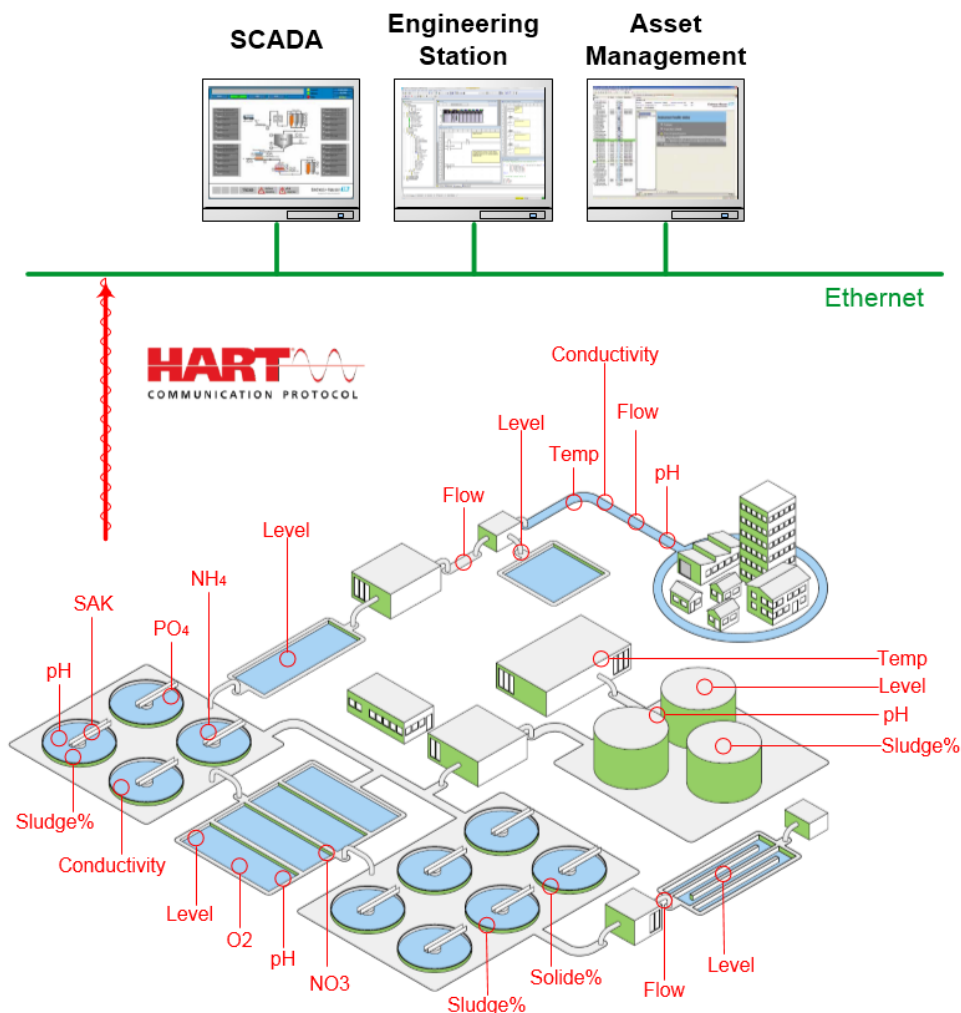 SCADA
Engineering
Station
Asset
Management
Ethernet
HART
COMMUNICATION PROTOCOL
Conductivity
Flow
Level
Temp
pH
Flow
Level
NH₄
SAK
PO₄
pH
Temp
Level
pH
Sludge%
Sludge%
Conductivity
Level
O2
pH
NO3
Sludge%
Solide%
Flow
Level